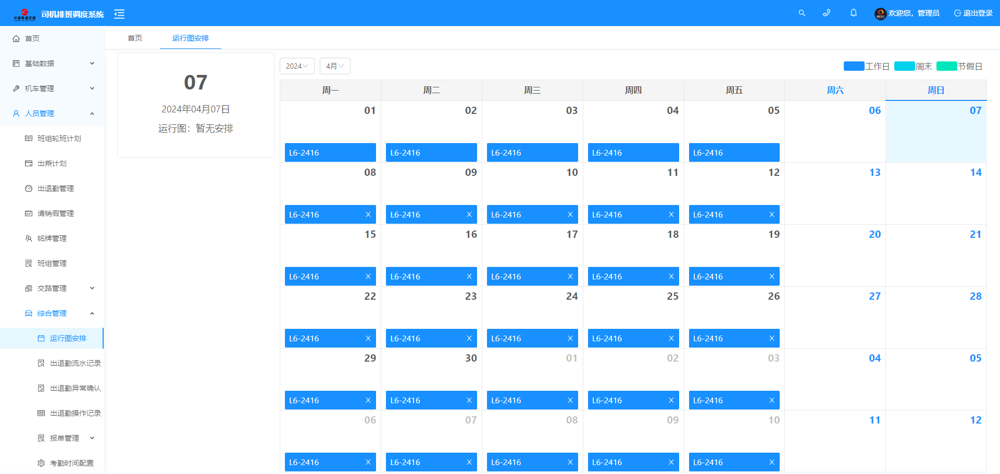 长春轨道交通 司机排班调度系统 欢迎您，管理员 退出登录
首页
基础数据
机车管理
人员管理
班组轮班计划
出乘计划
出退勤管理
请销假管理
铭牌管理
班组管理
交路管理
综合管理
运行图安排
出退勤流水记录
出退勤异常确认
出退勤操作记录
报单管理
考勤时间配置
首页 运行图安排
07
2024年04月07日
运行图：暂无安排
2024 4月 工作日 周末 节假日
周一 周二 周三 周四 周五 周六 周日
01 02 03 04 05 06 07
L6-2416 L6-2416 L6-2416 L6-2416 L6-2416
08 09 10 11 12 13 14
L6-2416 X L6-2416 X L6-2416 X L6-2416 X L6-2416 X
15 16 17 18 19 20 21
L6-2416 X L6-2416 X L6-2416 X L6-2416 X L6-2416 X
22 23 24 25 26 27 28
L6-2416 X L6-2416 X L6-2416 X L6-2416 X L6-2416 X
29 30 01 02 03 04 05
L6-2416 X L6-2416 X L6-2416 X L6-2416 X L6-2416 X
06 07 08 09 10 11 12
L6-2416 X L6-2416 X L6-2416 X L6-2416 X L6-2416 X